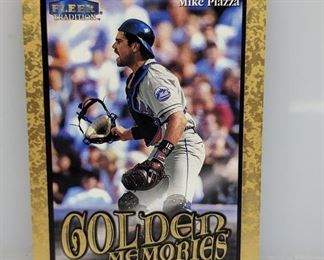 Mike Piazza
FLEER
TRADITION
GOLDEN
MEMORIES